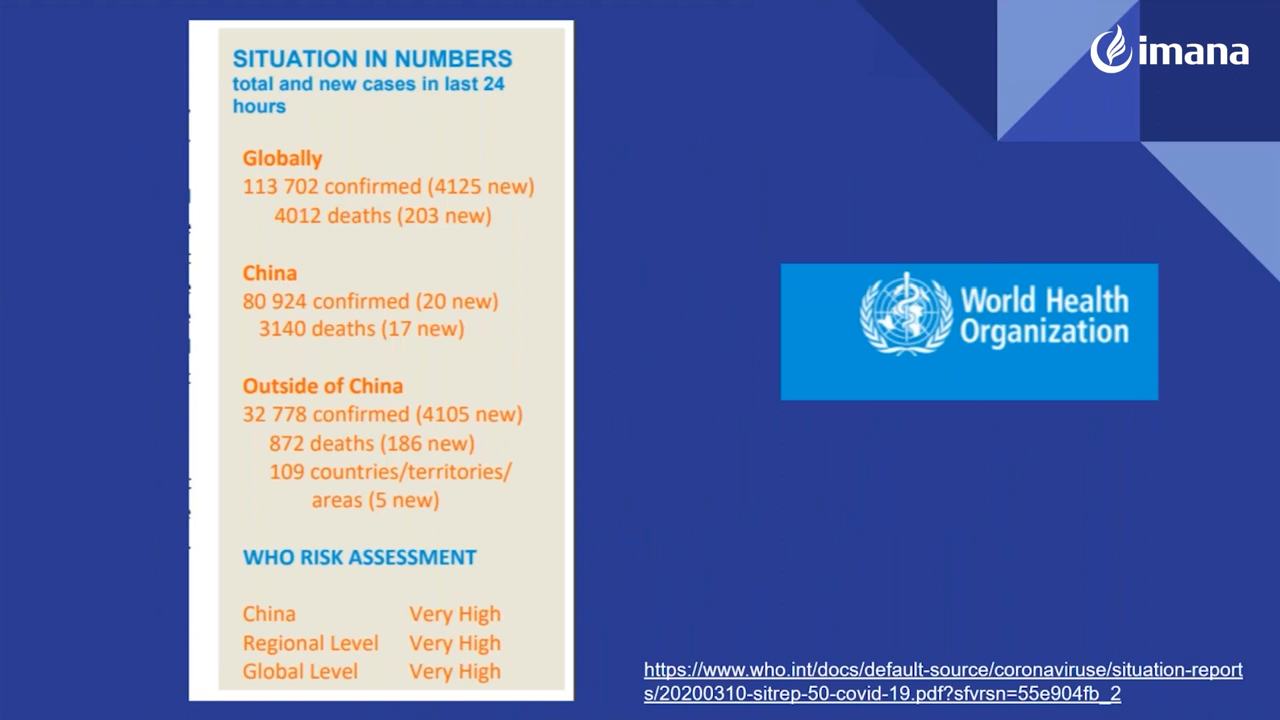 SITUATION IN NUMBERS
total and new cases in last 24
hours
Globally
113 702 confirmed (4125 new)
4012 deaths (203 new)
China
80 924 confirmed (20 new)
3140 deaths (17 new)
Outside of China
32 778 confirmed (4105 new)
872 deaths (186 new)
109 countries/territories/
areas (5 new)
WHO RISK ASSESSMENT
China Very High
Regional Level Very High
Global Level Very High
imana
World Health
Organization
https://www.who.int/docs/default-source/coronaviruse/situation-report
s/20200310-sitrep-50-covid-19.pdf?sfvrsn=55e904fb_2